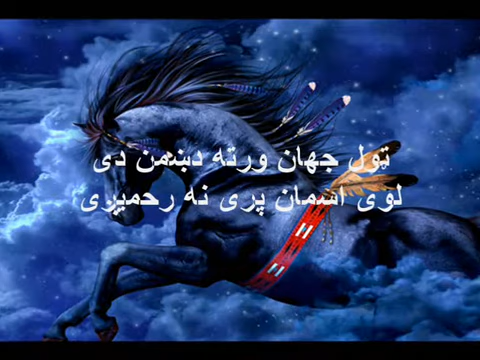 ټول جهان ورته دښمن دی
لوی اسمان پری نه رحمیږی